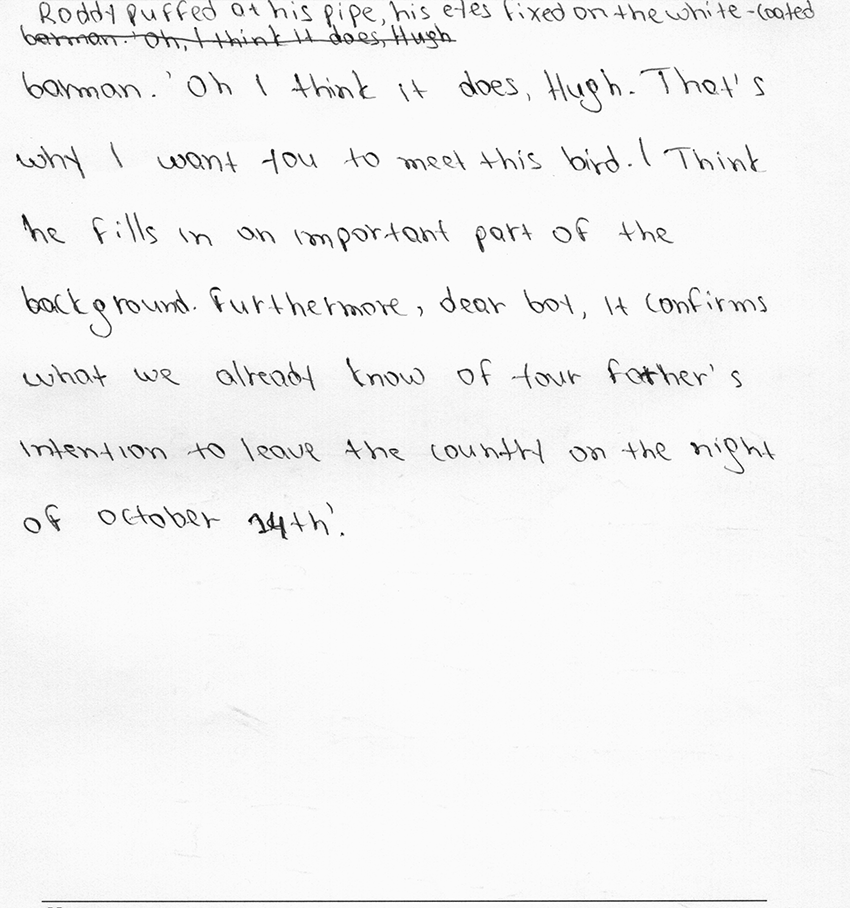 Roddy puffed at his pipe, his eyes fixed on the white-coated
barman. 'Oh, I think it does, Hugh
barman. 'Oh I think it does, Hugh. That's
why I want you to meet this bird. I Think
he fills in an important part of the
background. Furthermore, dear boy, it confirms
what we already know of your father's
intention to leave the country on the night
of october 14th'.